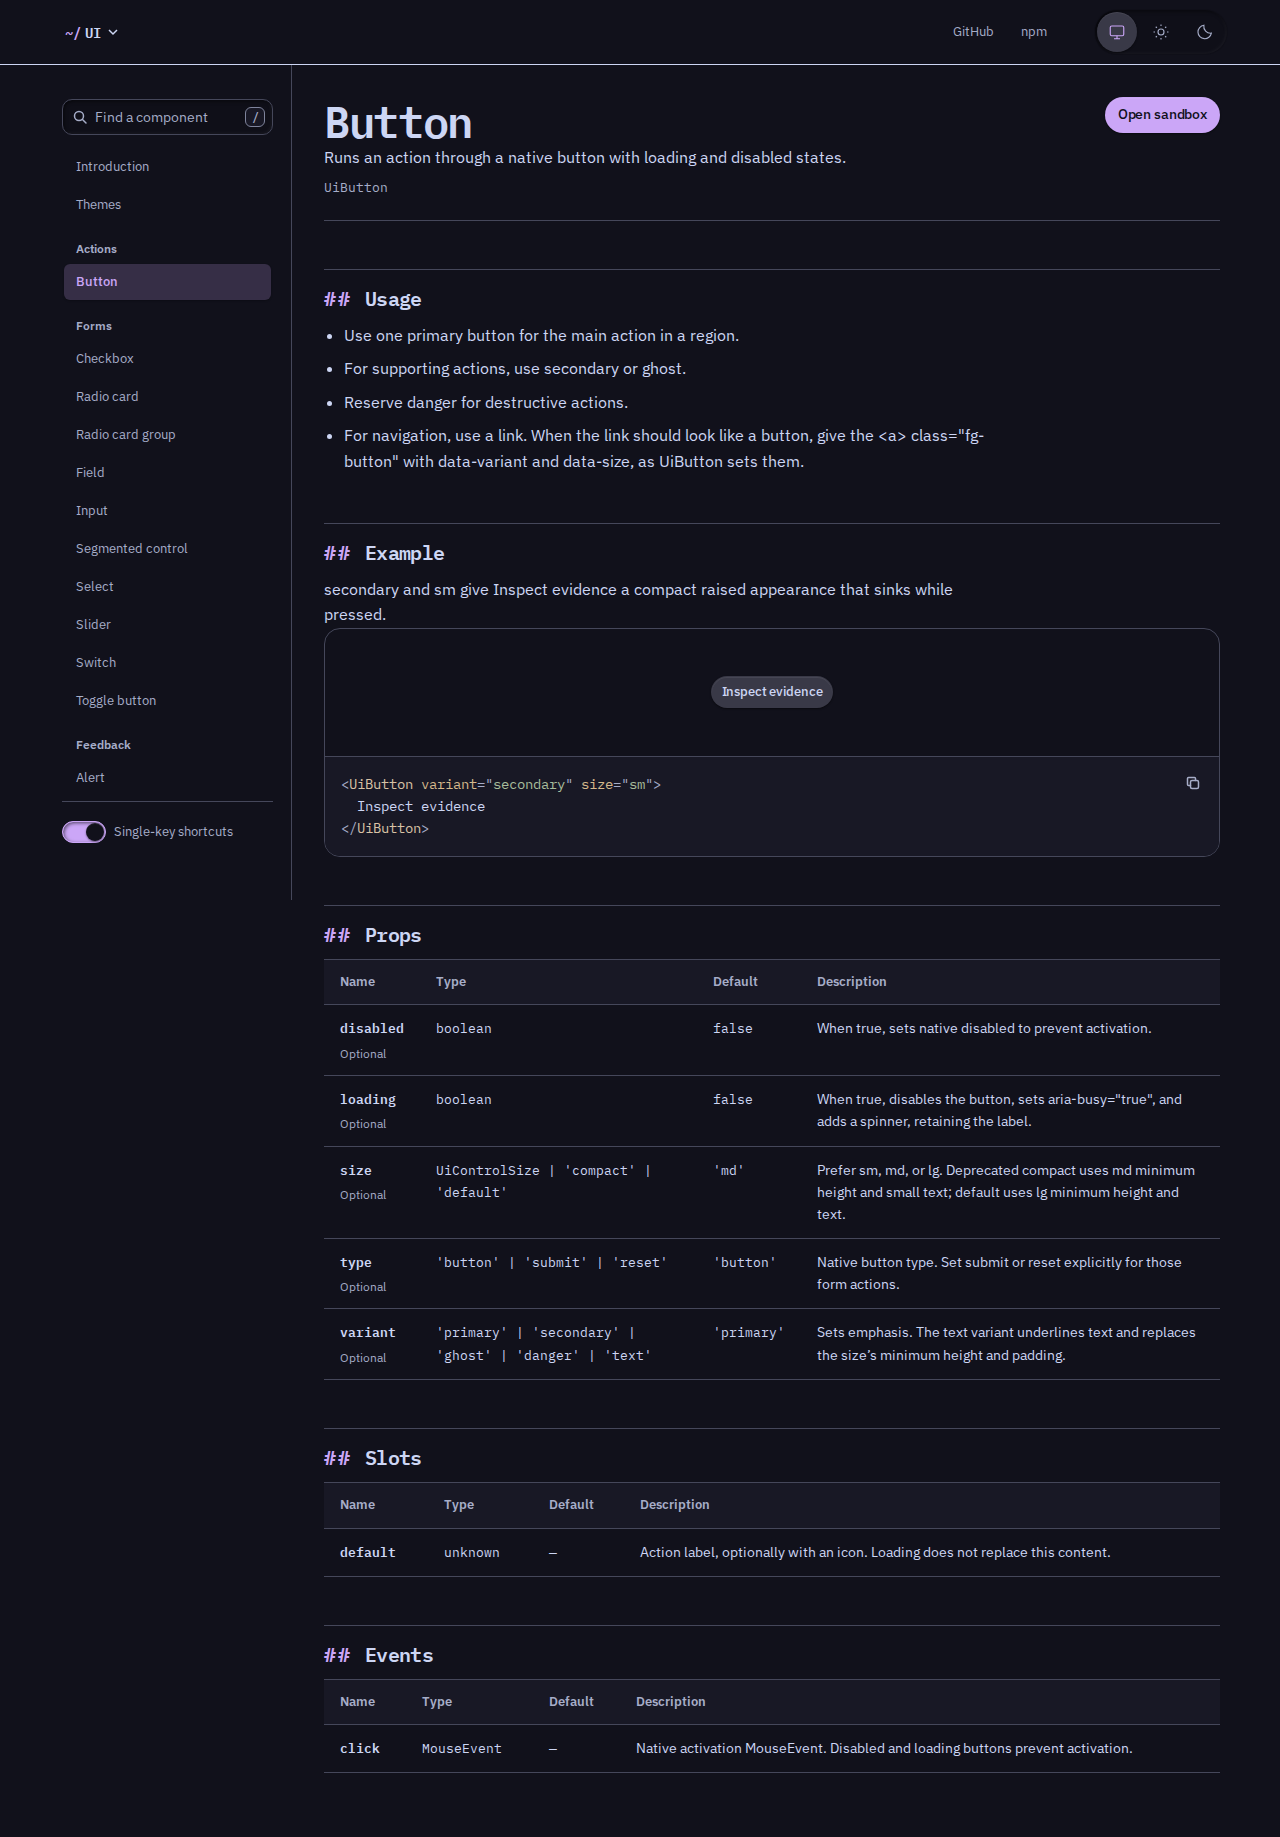 ~/ UI
GitHub
npm
Find a component
/
Introduction
Themes
Actions
Button
Forms
Checkbox
Radio card
Radio card group
Field
Input
Segmented control
Select
Slider
Switch
Toggle button
Feedback
Alert
Single-key shortcuts
Button
Open sandbox
Runs an action through a native button with loading and disabled states.
UiButton
## Usage
• Use one primary button for the main action in a region.
• For supporting actions, use secondary or ghost.
• Reserve danger for destructive actions.
• For navigation, use a link. When the link should look like a button, give the <a> class="fg-
button" with data-variant and data-size, as UiButton sets them.
## Example
secondary and sm give Inspect evidence a compact raised appearance that sinks while
pressed.
Inspect evidence
<UiButton variant="secondary" size="sm">
Inspect evidence
</UiButton>
## Props
Name Type Default Description
disabled boolean false When true, sets native disabled to prevent activation.
Optional
loading boolean false When true, disables the button, sets aria-busy="true", and
Optional adds a spinner, retaining the label.
size UiControlSize | 'compact' | 'md' Prefer sm, md, or lg. Deprecated compact uses md minimum
Optional 'default' height and small text; default uses lg minimum height and
text.
type 'button' | 'submit' | 'reset' 'button' Native button type. Set submit or reset explicitly for those
Optional form actions.
variant 'primary' | 'secondary' | 'primary' Sets emphasis. The text variant underlines text and replaces
Optional 'ghost' | 'danger' | 'text' the size’s minimum height and padding.
## Slots
Name Type Default Description
default unknown — Action label, optionally with an icon. Loading does not replace this content.
## Events
Name Type Default Description
click MouseEvent — Native activation MouseEvent. Disabled and loading buttons prevent activation.